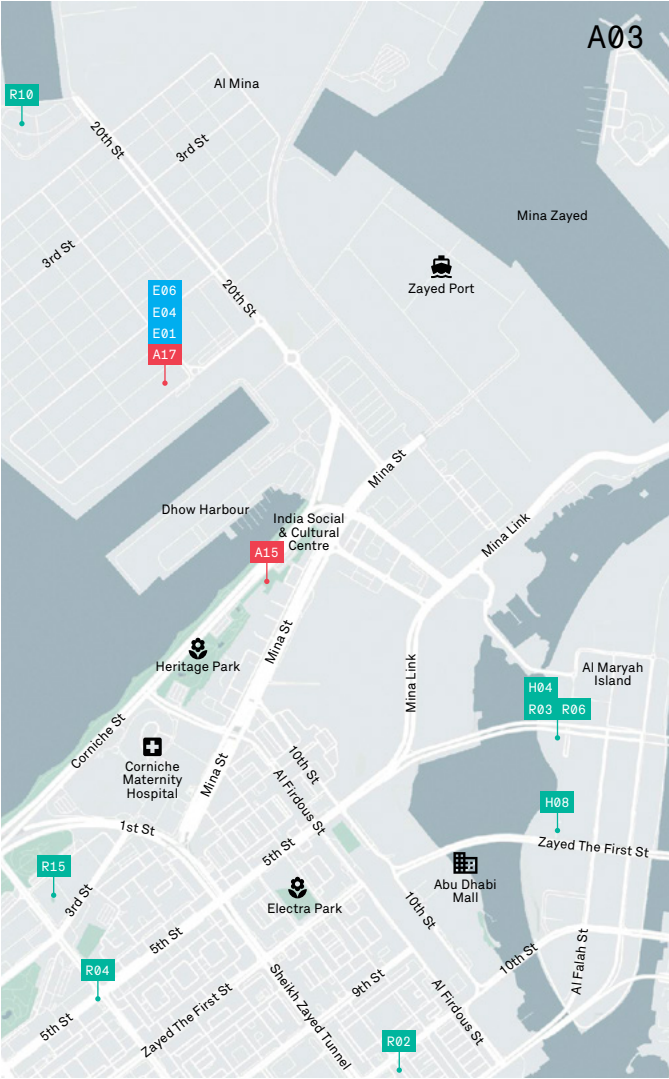 A03
Al Mina
R10
20th St
3rd St
3rd St
Mina Zayed
20th St
Zayed Port
E06
E04
E01
A17
Mina St
Dhow Harbour
India Social
& Cultural
Centre
Mina Link
A15
Mina St
Heritage Park
Mina Link
Al Maryah
Island
H04
R03 R06
Corniche St
Corniche
Maternity
Hospital
Mina St
10th St
Al Firdous St
H08
1st St
5th St
Zayed The First St
R15
3rd St
Abu Dhabi
Mall
Electra Park
10th St
5th St
10th St
Al Falah St
R04
Sheikh Zayed Tunnel
9th St
Al Firdous St
5th St
Zayed The First St
R02